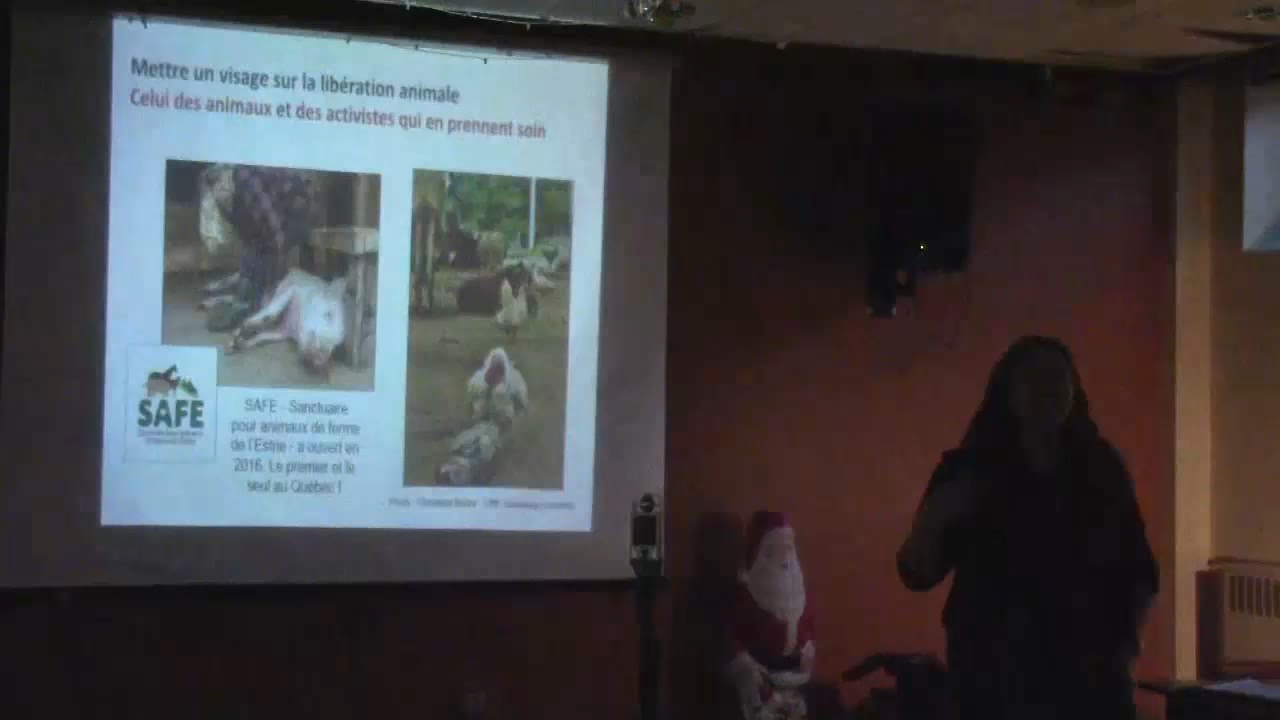 Mettre un visage sur la libération animale
Celui des animaux et des activistes qui en prennent soin
SAFE
SAFE - Sanctuaire
pour animaux de ferme
de l'Estrie - a ouvert en
2016. Le premier et le
seul au Québec !